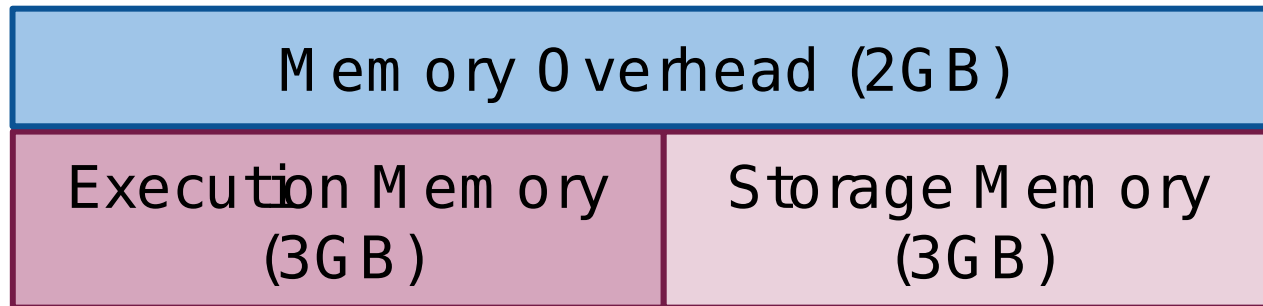 Memory Overhead (2GB)
Execution Memory
(3GB)
Storage Memory
(3GB)